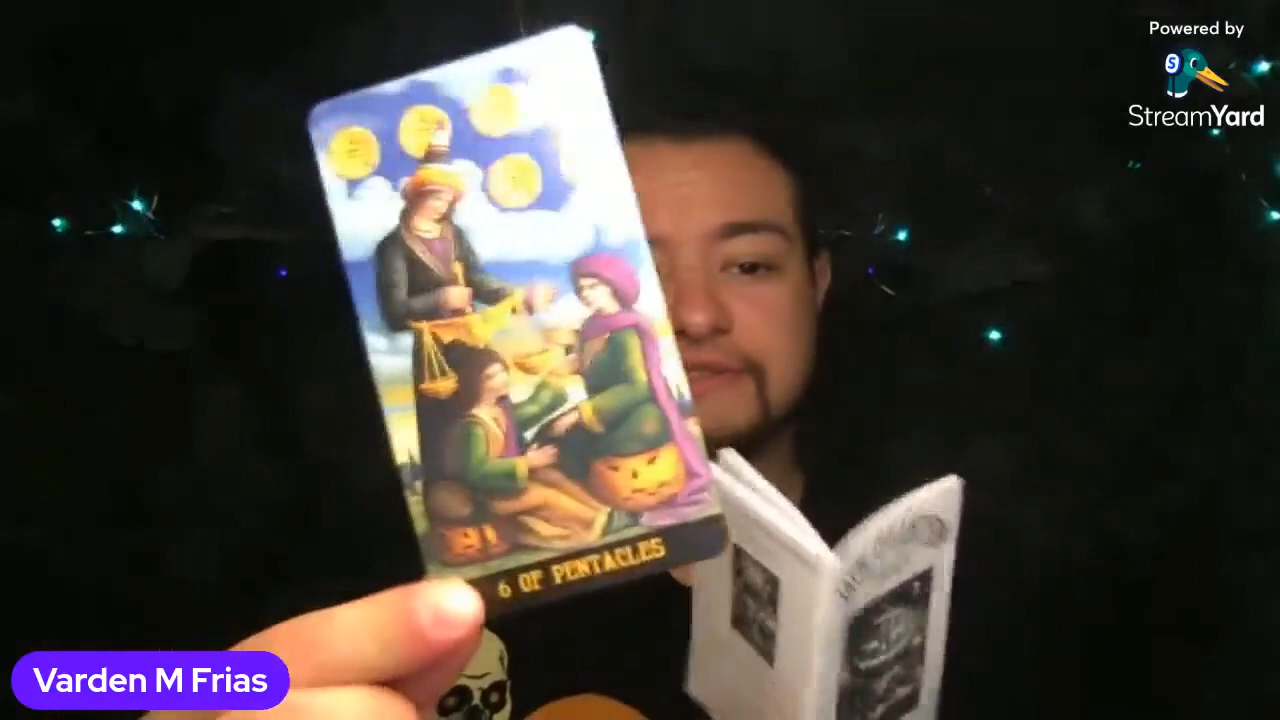 Powered by
S
StreamYard
6 OF PENTACLES
Varden M Frias